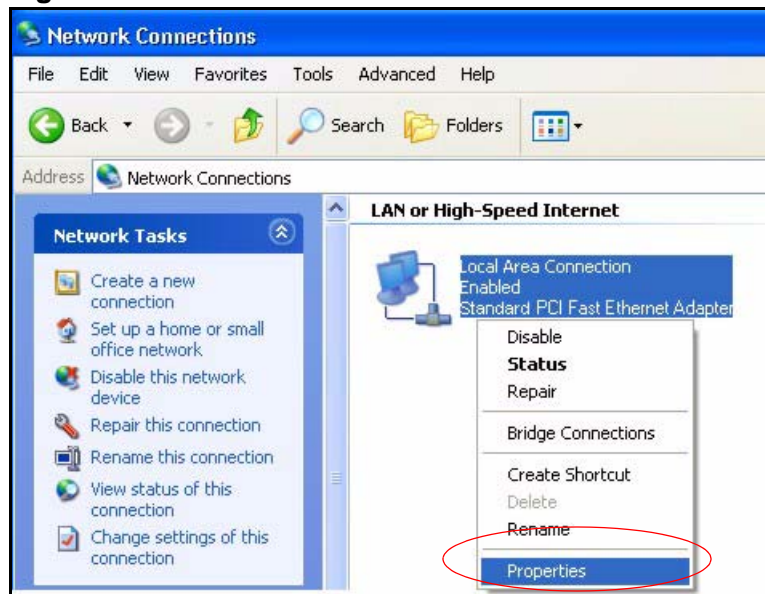 Network Connections
File Edit View Favorites Tools Advanced Help
Back Search Folders
Address Network Connections
Network Tasks
Create a new
connection
Set up a home or small
office network
Disable this network
device
Repair this connection
Rename this connection
View status of this
connection
Change settings of this
connection
LAN or High-Speed Internet
Local Area Connection
Enabled
Standard PCI Fast Ethernet Adapter
Disable
Status
Repair
Bridge Connections
Create Shortcut
Delete
Rename
Properties